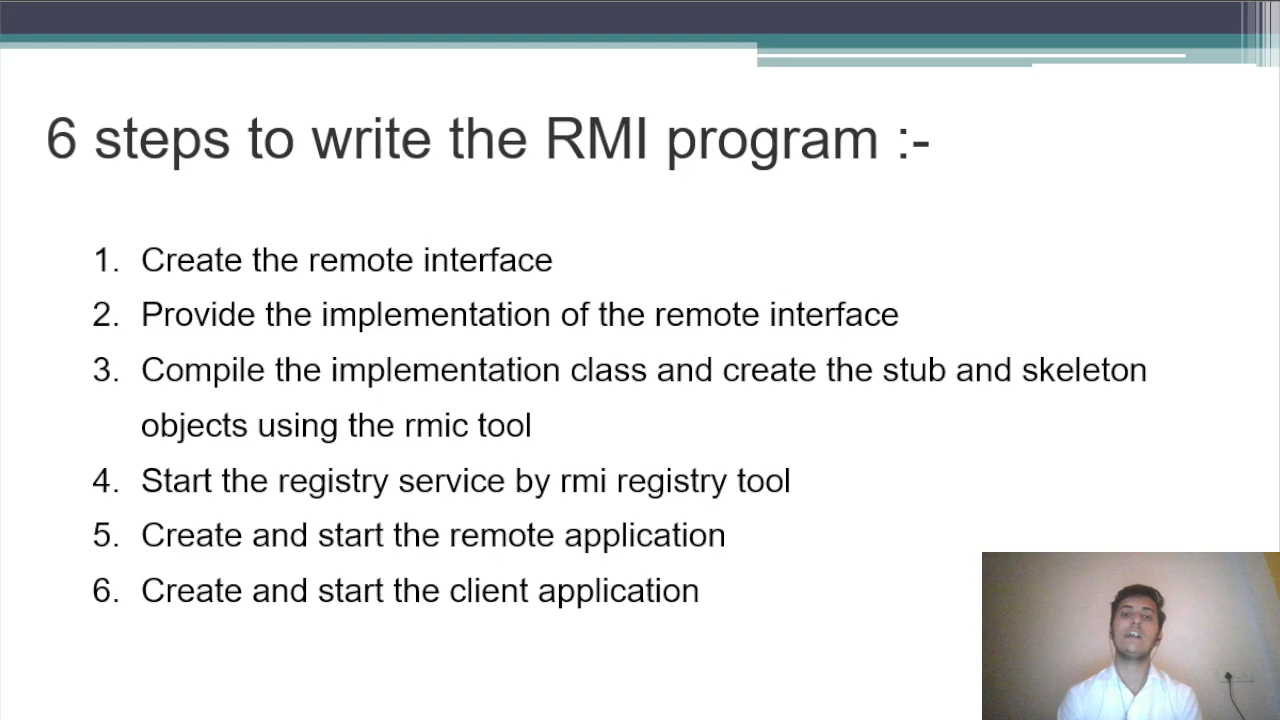 6 steps to write the RMI program :-
1. Create the remote interface
2. Provide the implementation of the remote interface
3. Compile the implementation class and create the stub and skeleton
objects using the rmic tool
4. Start the registry service by rmi registry tool
5. Create and start the remote application
6. Create and start the client application